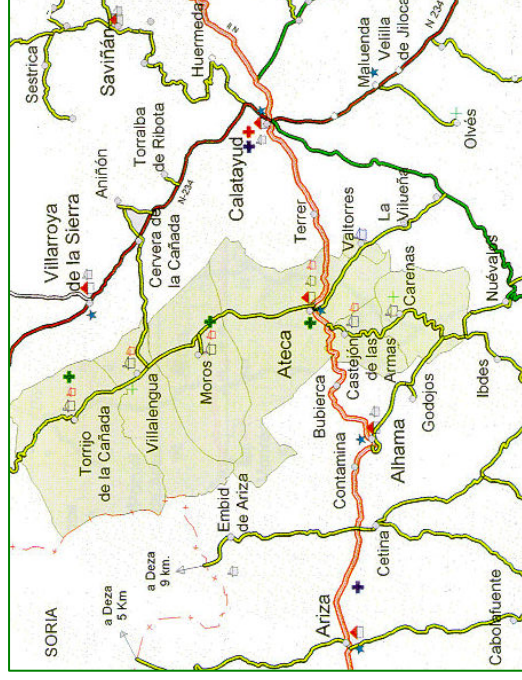 SORIA
a Deza
5 Km
a Deza
9 km.
Embid
de Ariza
Ariza
Cetina
Cabolafuente
Contamina
Alhama
Bubierca
Godojos
Ibdes
Nuévalos
Castejón
de las
Armas
Carenas
Valtorres
La
Vilueña
Ateca
Terrer
Moros
Villalengua
Torrijo
de la Cañada
Villarroya
de la Sierra
Cervera de
la Cañada
Aniñón
Torralba
de Ribota
N-234
Calatayud
Huermeda
II N
Saviñán
Sestrica
N 234
Maluenda
Velilla
de Jiloca
Olvés